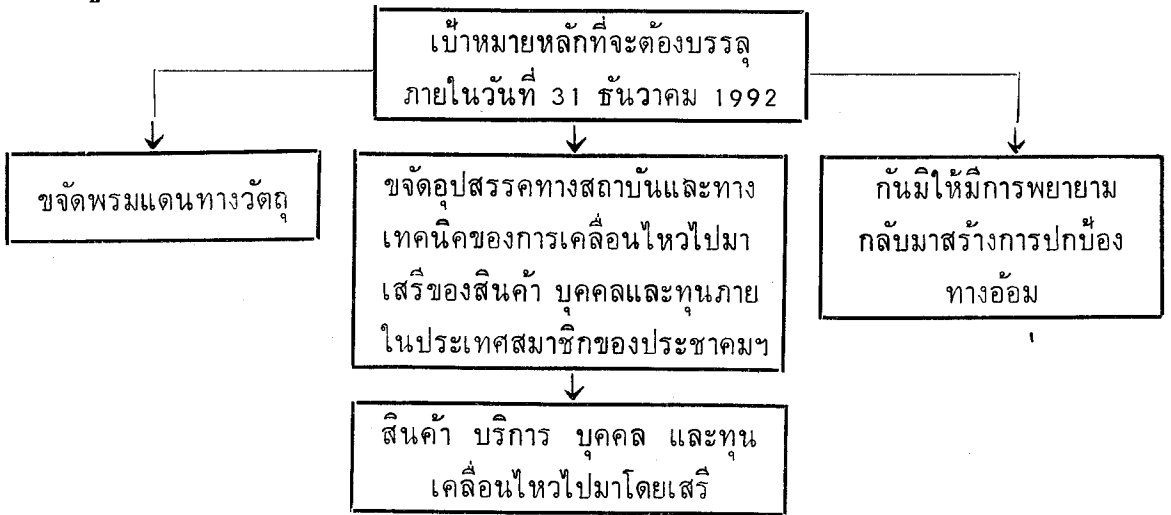 เป้าหมายหลักที่จะต้องบรรลุ
ภายในวันที่ 31 ธันวาคม 1992
ขจัดพรมแดนทางวัตถุ
ขจัดอุปสรรคทางสถาบันและทาง
เทคนิคของการเคลื่อนไหวไปมา
เสรีของสินค้า บุคคลและทุนภาย
ในประเทศสมาชิกของประชาคมฯ
กันมิให้มีการพยายาม
กลับมาสร้างการปกป้อง
ทางอ้อม
สินค้า บริการ บุคคล และทุน
เคลื่อนไหวไปมาโดยเสรี